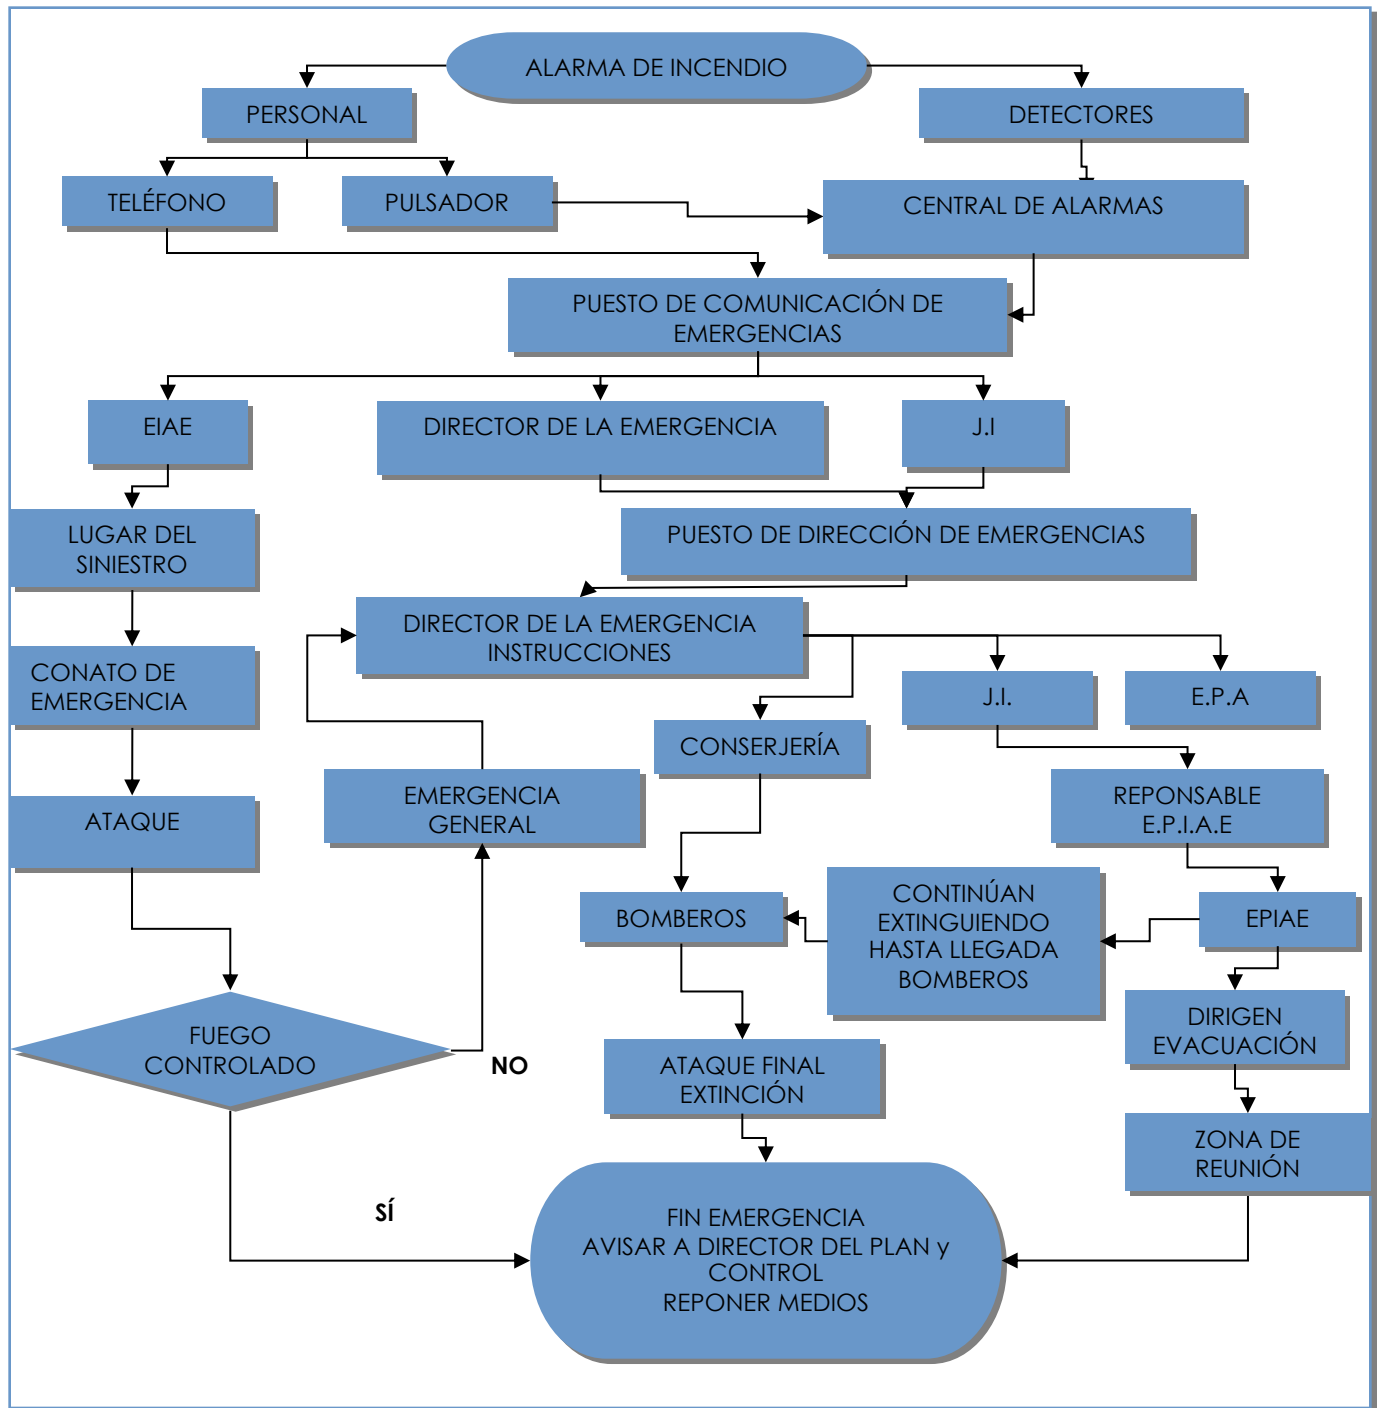 ALARMA DE INCENDIO
PERSONAL
DETECTORES
TELÉFONO
PULSADOR
CENTRAL DE ALARMAS
PUESTO DE COMUNICACIÓN DE
EMERGENCIAS
EIAE
DIRECTOR DE LA EMERGENCIA
J.I
LUGAR DEL
SINIESTRO
PUESTO DE DIRECCIÓN DE EMERGENCIAS
DIRECTOR DE LA EMERGENCIA
INSTRUCCIONES
CONATO DE
EMERGENCIA
J.I.
E.P.A
CONSERJERÍA
ATAQUE
EMERGENCIA
GENERAL
REPONSABLE
E.P.I.A.E
BOMBEROS
CONTINÚAN
EXTINGUIENDO
HASTA LLEGADA
BOMBEROS
EPIAE
FUEGO
CONTROLADO
NO
DIRIGEN
EVACUACIÓN
ATAQUE FINAL
EXTINCIÓN
ZONA DE
REUNIÓN
SÍ
FIN EMERGENCIA
AVISAR A DIRECTOR DEL PLAN y
CONTROL
REPONER MEDIOS